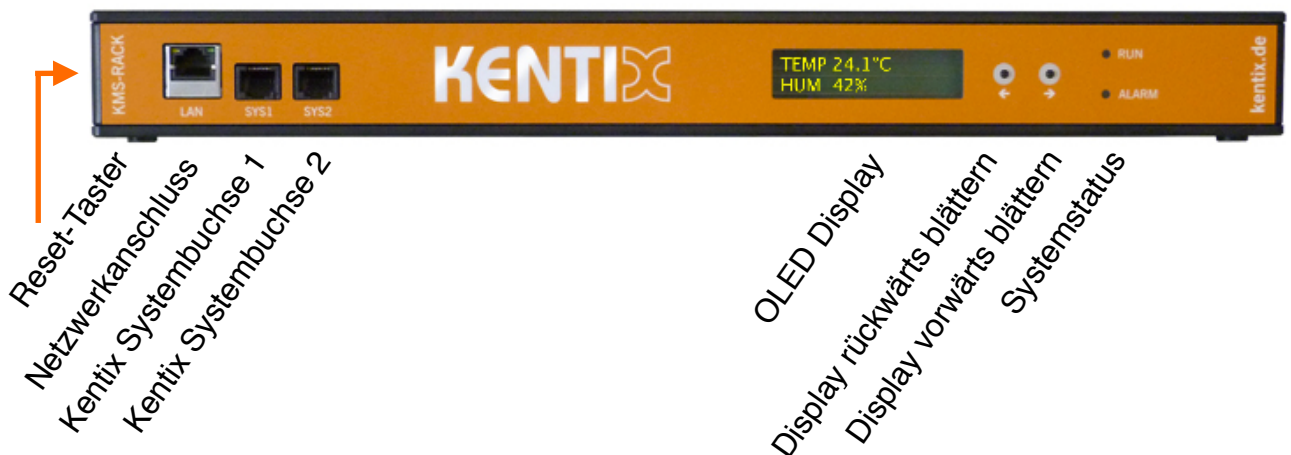 KMS-RACK
LAN
SYS1
SYS2
KENTIX
TEMP 24.1°C
HUM 42%
←
→
RUN
ALARM
kentix.de
Reset-Taster
Netzwerkanschluss
Kentix Systembuchse 1
Kentix Systembuchse 2
OLED Display
Display rückwärts blättern
Display vorwärts blättern
Systemstatus